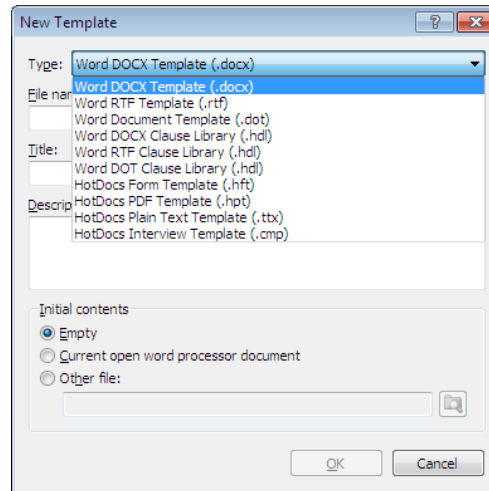 New Template
Type: Word DOCX Template (.docx)
Word DOCX Template (.docx)
File nar
Word RTF Template (.rtf)
Word Document Template (.dot)
Word DOCX Clause Library (.hdl)
Word RTF Clause Library (.hdl)
Title:
Word DOT Clause Library (.hdl)
HotDocs Form Template (.hft)
HotDocs PDF Template (.hpt)
Descrip
HotDocs Plain Text Template (.ttx)
HotDocs Interview Template (.cmp)
Initial contents
Empty
Current open word processor document
Other file:
OK Cancel